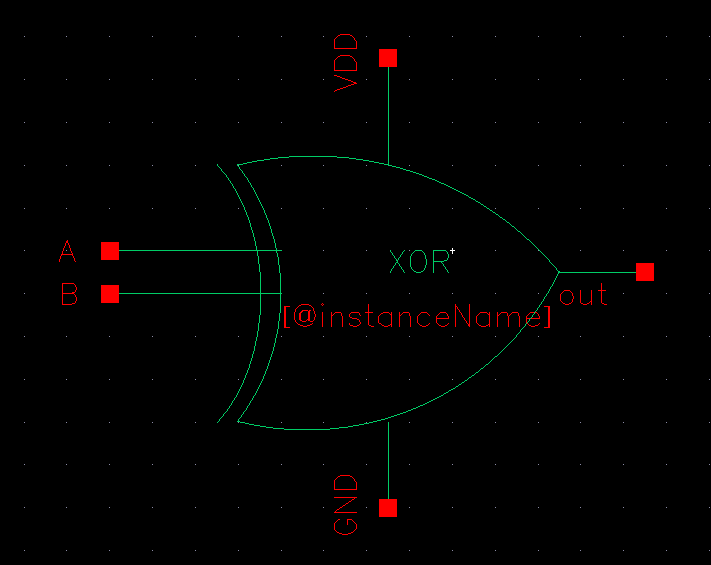 VDD
A
XOR
B
out
[@instanceName]
GND